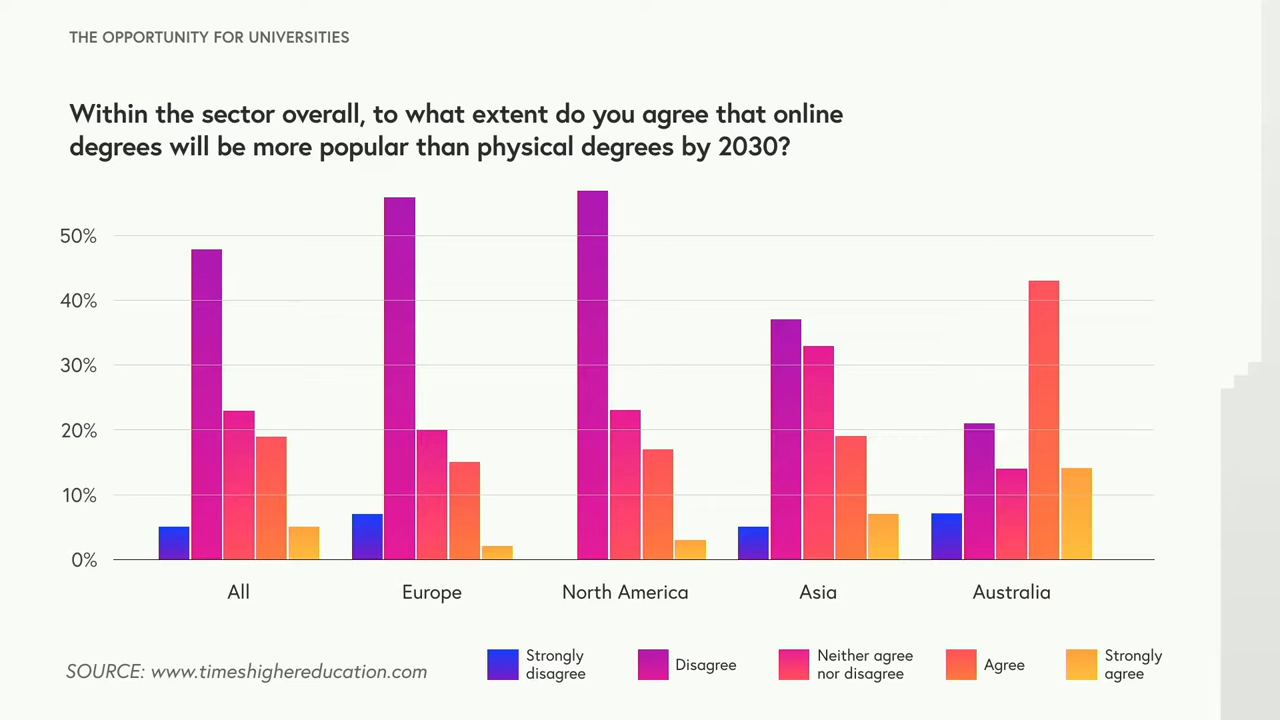 THE OPPORTUNITY FOR UNIVERSITIES
Within the sector overall, to what extent do you agree that online
degrees will be more popular than physical degrees by 2030?
50%
40%
30%
20%
10%
0%
All
Europe
North America
Asia
Australia
SOURCE: www.timeshighereducation.com
Strongly
disagree
Disagree
Neither agree
nor disagree
Agree
Strongly
agree